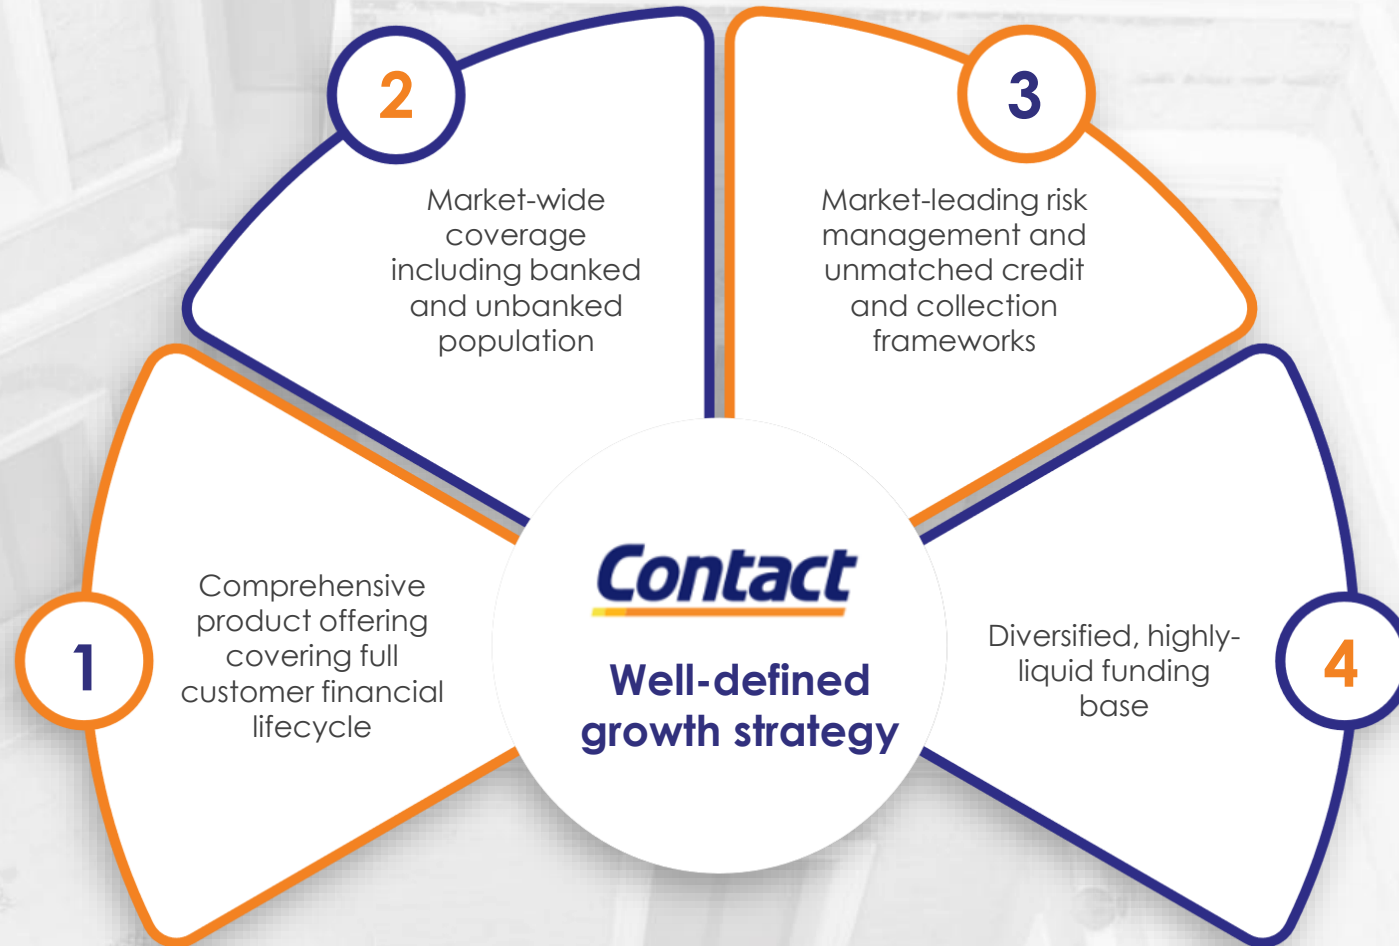 1
Comprehensive
product offering
covering full
customer financial
lifecycle
2
Market-wide
coverage
including banked
and unbanked
population
3
Market-leading risk
management and
unmatched credit
and collection
frameworks
4
Diversified, highly-
liquid funding
base
Contact
Well-defined
growth strategy